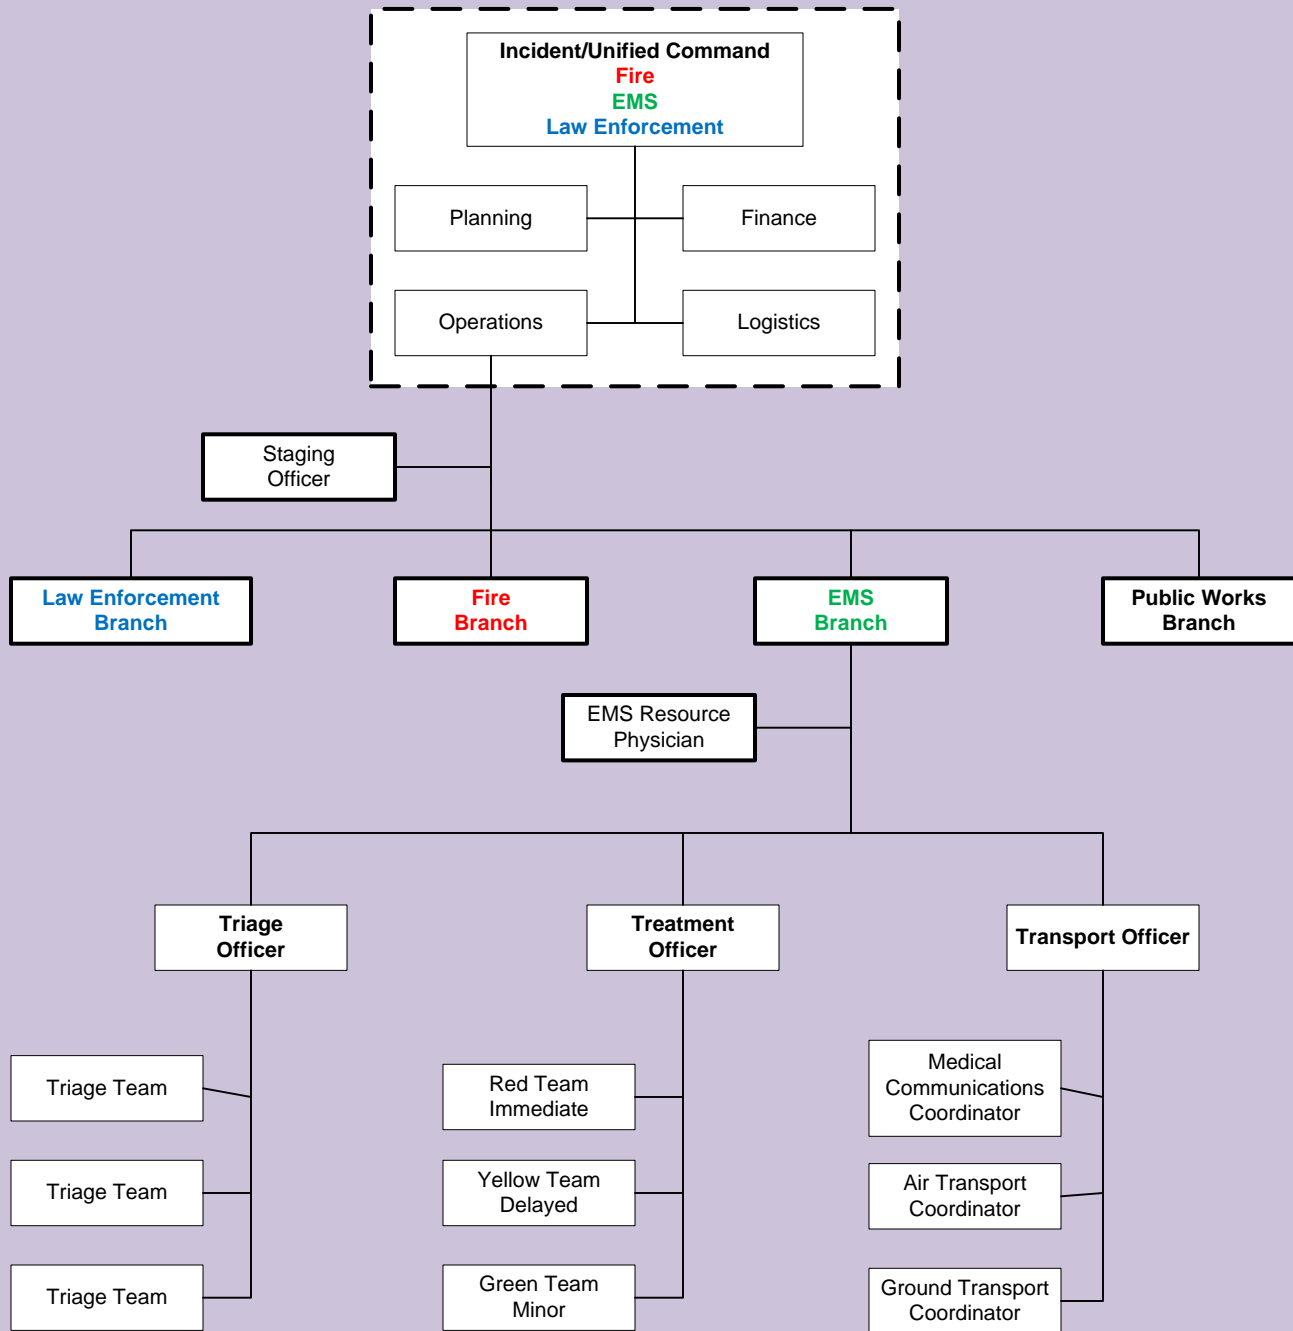 Incident/Unified Command
Fire
EMS
Law Enforcement
Planning
Finance
Operations
Logistics
Staging
Officer
Law Enforcement
Branch
Fire
Branch
EMS
Branch
Public Works
Branch
EMS Resource
Physician
Triage
Officer
Treatment
Officer
Transport Officer
Triage Team
Red Team
Immediate
Medical
Communications
Coordinator
Triage Team
Yellow Team
Delayed
Air Transport
Coordinator
Triage Team
Green Team
Minor
Ground Transport
Coordinator